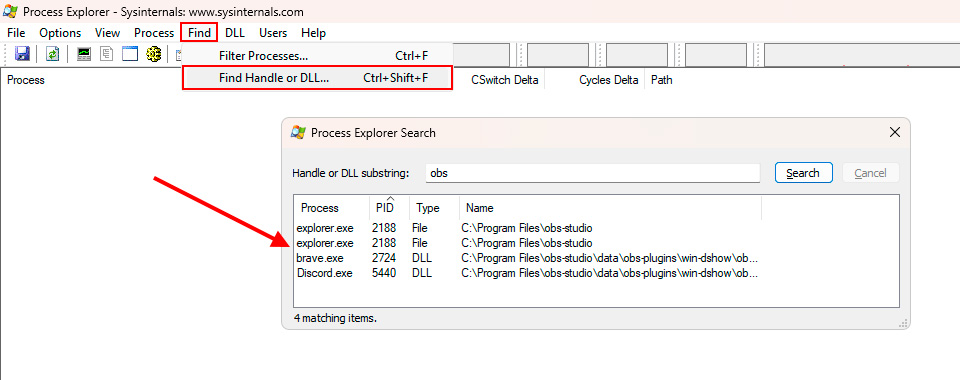 Process Explorer - Sysinternals: www.sysinternals.com
File Options View Process Find DLL Users Help
Filter Processes... Ctrl+F
Find Handle or DLL... Ctrl+Shift+F
Process CSwitch Delta Cycles Delta Path
Process Explorer Search
Handle or DLL substring: obs Search Cancel
Process PID Type Name
explorer.exe 2188 File C:\Program Files\obs-studio
explorer.exe 2188 File C:\Program Files\obs-studio
brave.exe 2724 DLL C:\Program Files\obs-studio\data\obs-plugins\win-dshow\ob...
Discord.exe 5440 DLL C:\Program Files\obs-studio\data\obs-plugins\win-dshow\ob...
4 matching items.